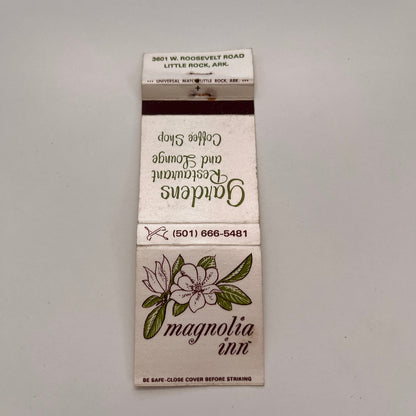 3601 W. ROOSEVELT ROAD
LITTLE ROCK, ARK.
UNIVERSAL MATCH, LITTLE ROCK, ARK.
Gardens
Restaurant
and Lounge
Coffee Shop
(501) 666-5481
magnolia
inn
BE SAFE-CLOSE COVER BEFORE STRIKING